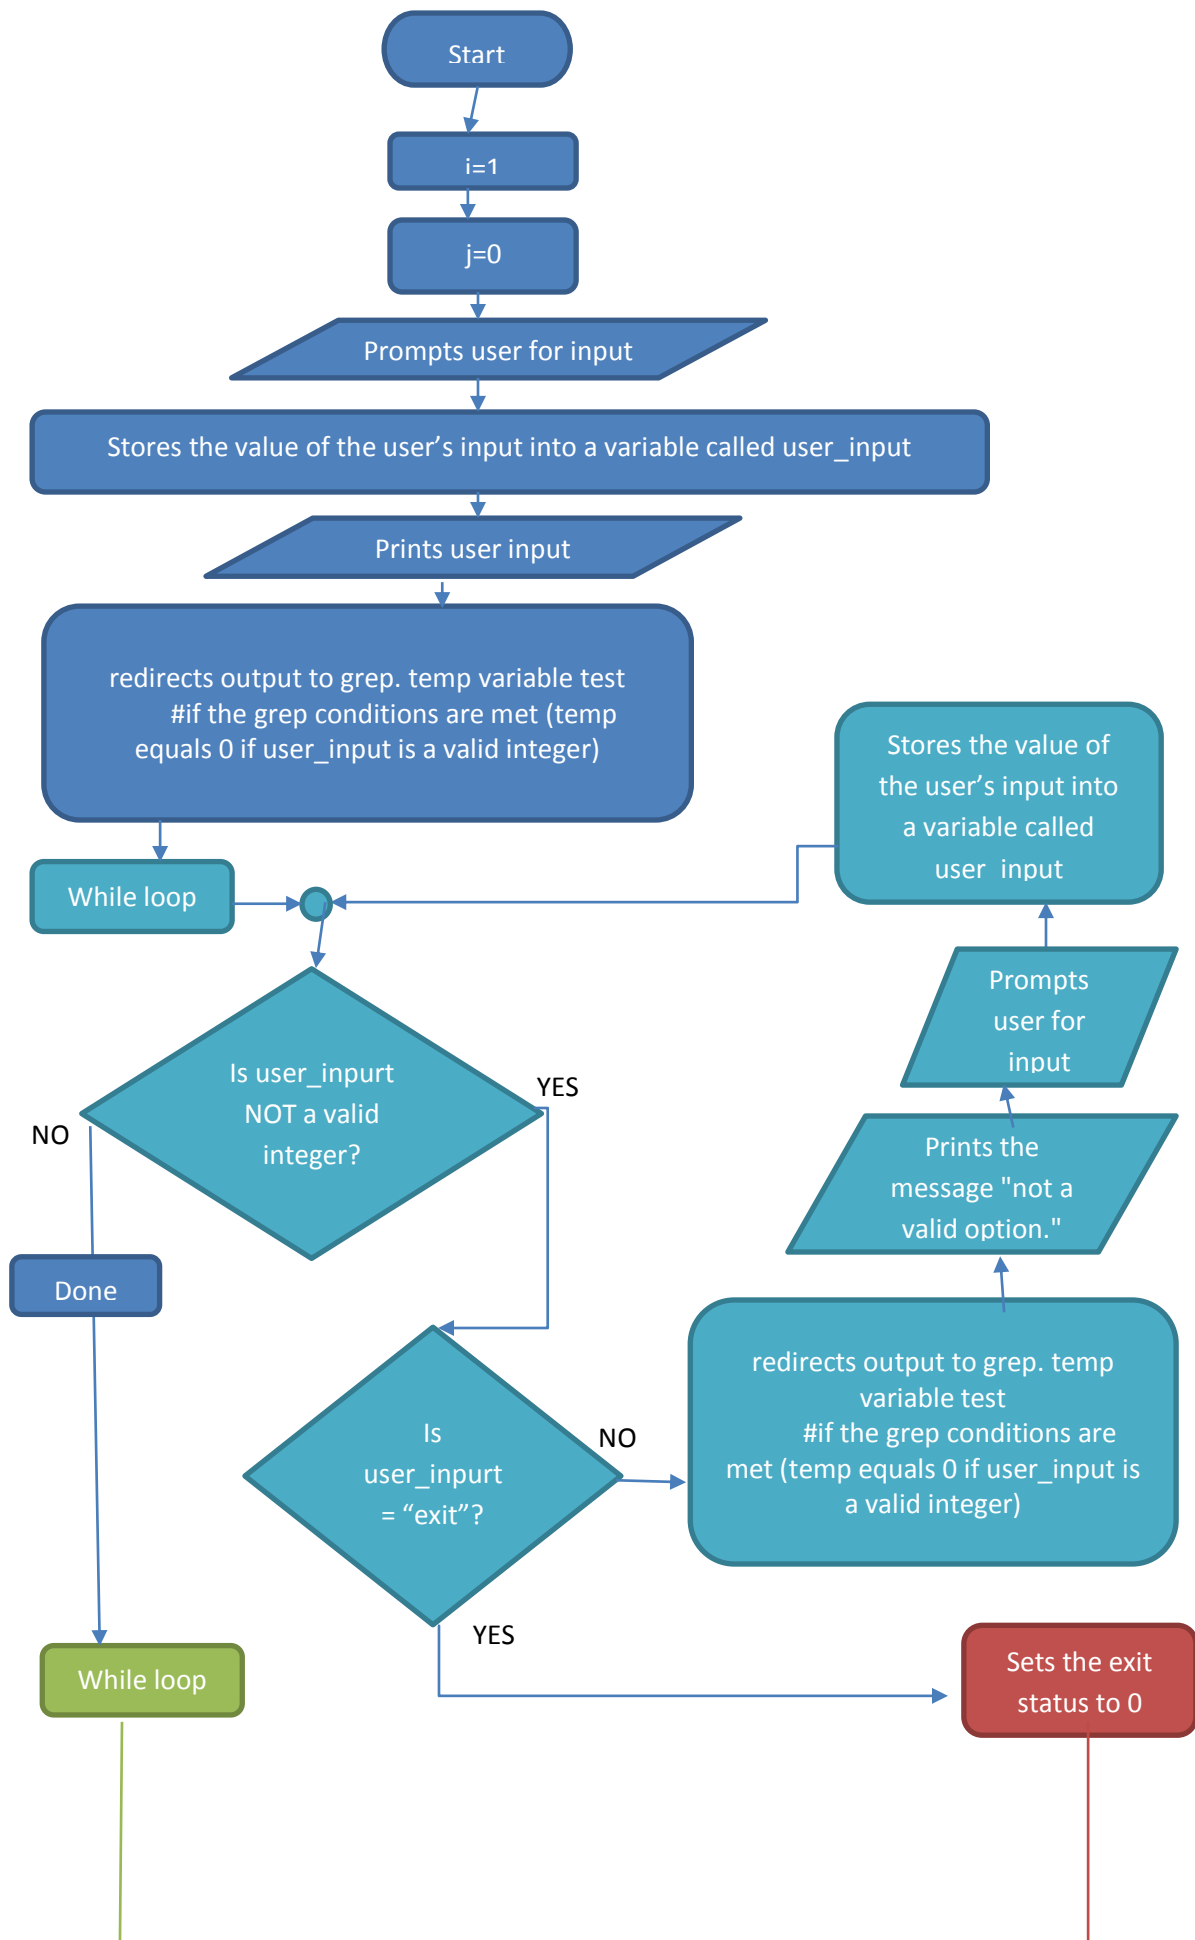 Start
i=1
j=0
Prompts user for input
Stores the value of the user’s input into a variable called user_input
Prints user input
redirects output to grep. temp variable test
#if the grep conditions are met (temp
equals 0 if user_input is a valid integer)
While loop
Is user_inpurt
NOT a valid
integer?
YES
NO
Done
Is
user_inpurt
= “exit”?
NO
YES
redirects output to grep. temp
variable test
#if the grep conditions are
met (temp equals 0 if user_input is
a valid integer)
Prints the
message "not a
valid option."
Prompts
user for
input
Stores the value of
the user’s input into
a variable called
user_input
While loop
Sets the exit
status to 0